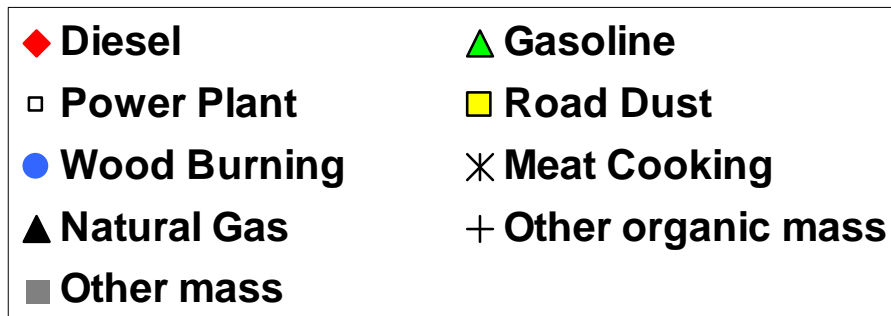 Diesel Gasoline
Power Plant Road Dust
Wood Burning Meat Cooking
Natural Gas Other organic mass
Other mass